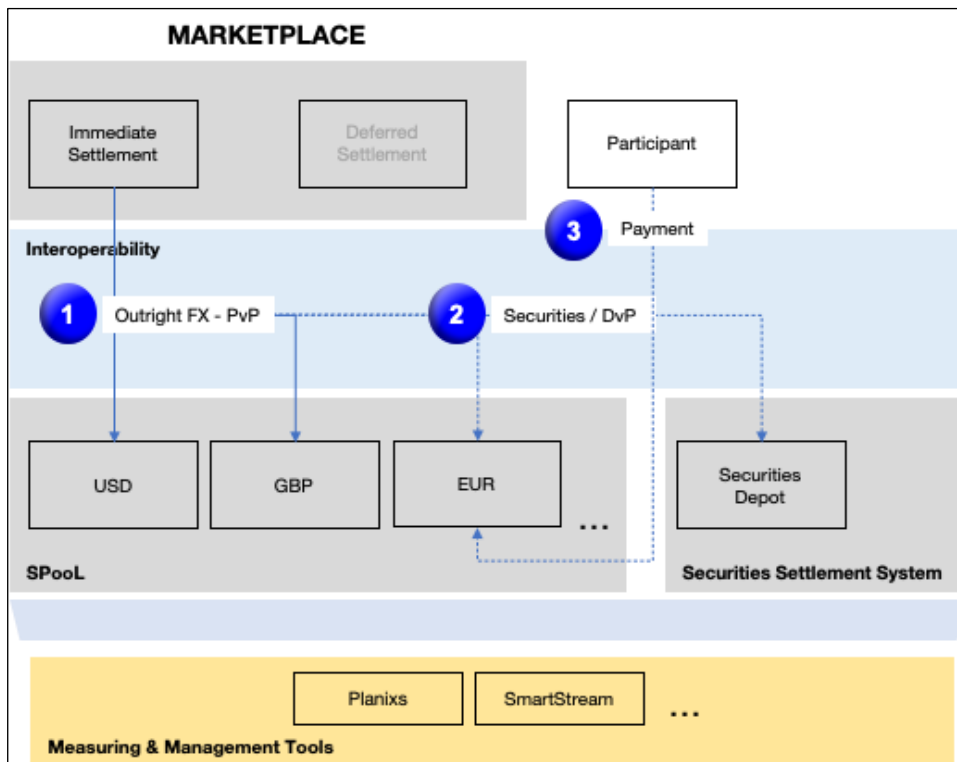 MARKETPLACE
Immediate
Settlement
Deferred
Settlement
Participant
3
Payment
Interoperability
1
Outright FX - PvP
2
Securities / DvP
USD
GBP
EUR
...
Securities
Depot
SPooL
Securities Settlement System
Planixs
SmartStream
...
Measuring & Management Tools